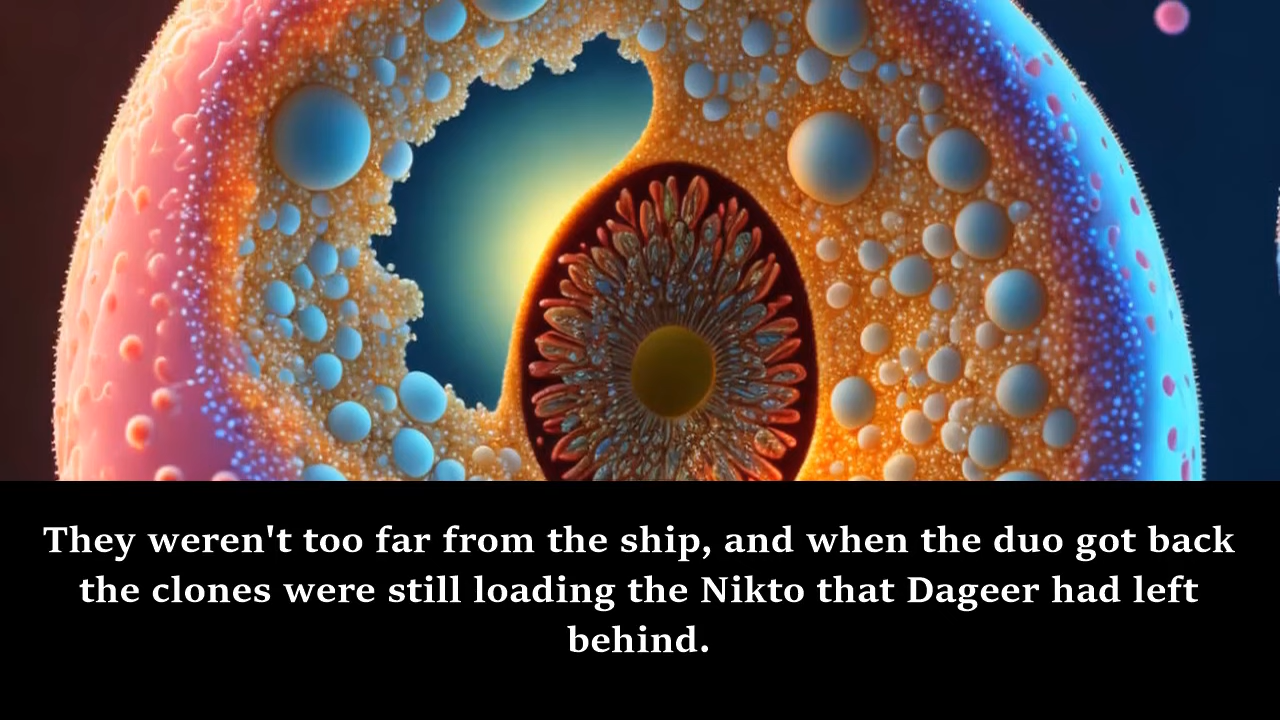 They weren't too far from the ship, and when the duo got back
the clones were still loading the Nikto that Dageer had left
behind.